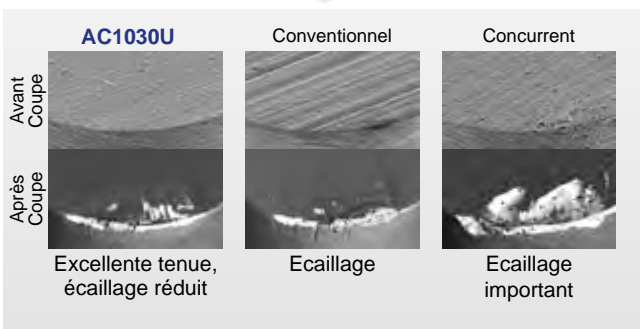 AC1030U
Conventionnel
Concurrent
Avant
Coupe
Après
Coupe
Excellente tenue,
écaillage réduit
Ecaillage
Ecaillage
important